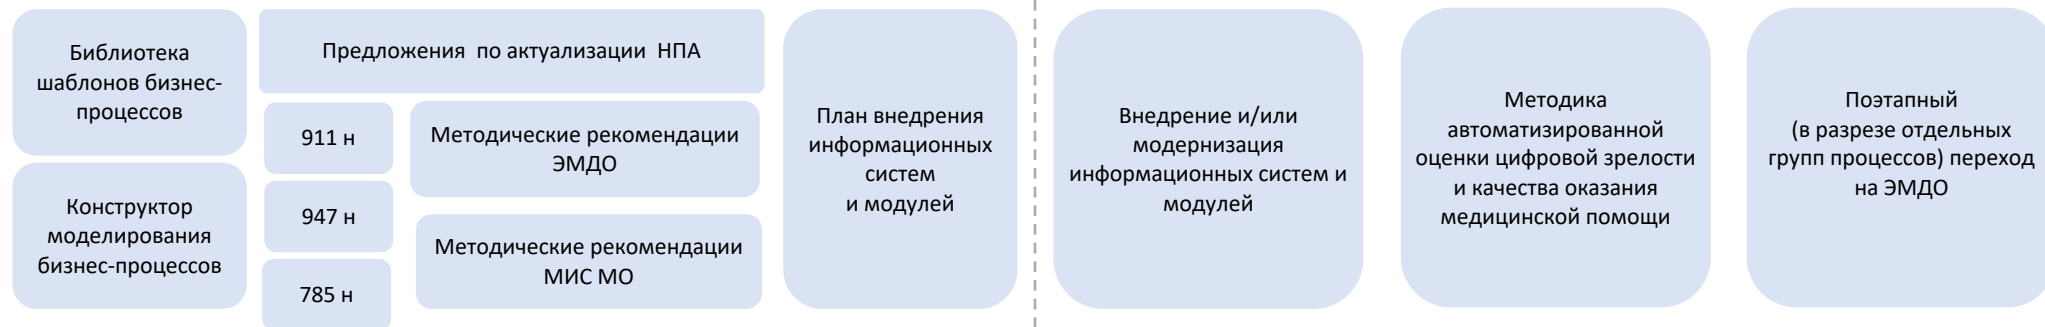 Библиотека
шаблонов бизнес-
процессов
Конструктор
моделирования
бизнес-процессов
Предложения по актуализации НПА
911 н
947 н
785 н
Методические рекомендации
ЭМДО
Методические рекомендации
МИС МО
План внедрения
информационных
систем
и модулей
Внедрение и/или
модернизация
информационных систем и
модулей
Методика
автоматизированной
оценки цифровой зрелости
и качества оказания
медицинской помощи
Поэтапный
(в разрезе отдельных
групп процессов) переход
на ЭМДО